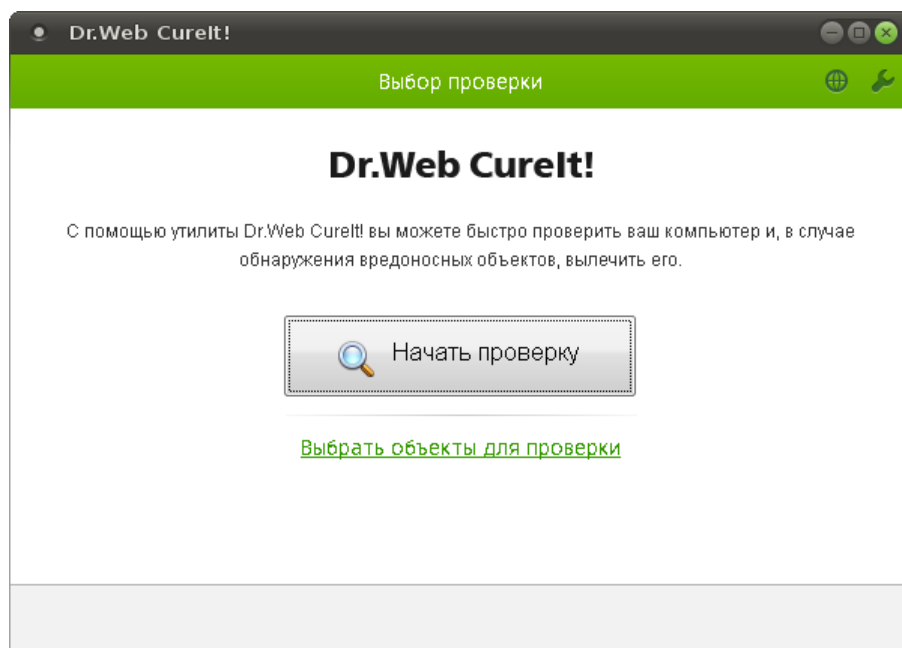 Dr.Web CureIt!
Выбор проверки
Dr.Web CureIt!
С помощью утилиты Dr.Web CureIt! вы можете быстро проверить ваш компьютер и, в случае
обнаружения вредоносных объектов, вылечить его.
Начать проверку
Выбрать объекты для проверки